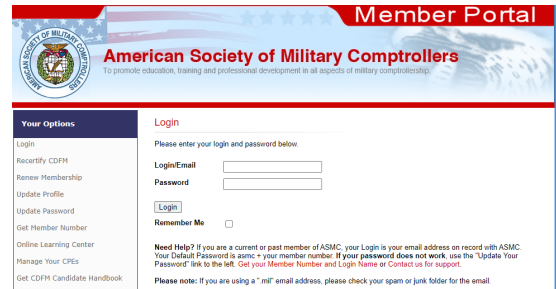 Member Portal
AMERICAN SOCIETY OF MILITARY COMPTROLLERS
American Society of Military Comptrollers
To promote education, training and professional development in all aspects of military comptrollership.
Your Options
Login
Recertify CDFM
Renew Membership
Update Profile
Update Password
Get Member Number
Online Learning Center
Manage Your CPEs
Get CDFM Candidate Handbook
Login
Please enter your login and password below.
Login/Email
Password
Login
Remember Me
Need Help? If you are a current or past member of ASMC, your Login is your email address on record with ASMC.
Your Default Password is asmc + your member number. If your password does not work, use the "Update Your
Password" link to the left. Get your Member Number and Login Name or Contact us for support.
Please note: If you are using a ".mil" email address, please check your spam or junk folder for the email.